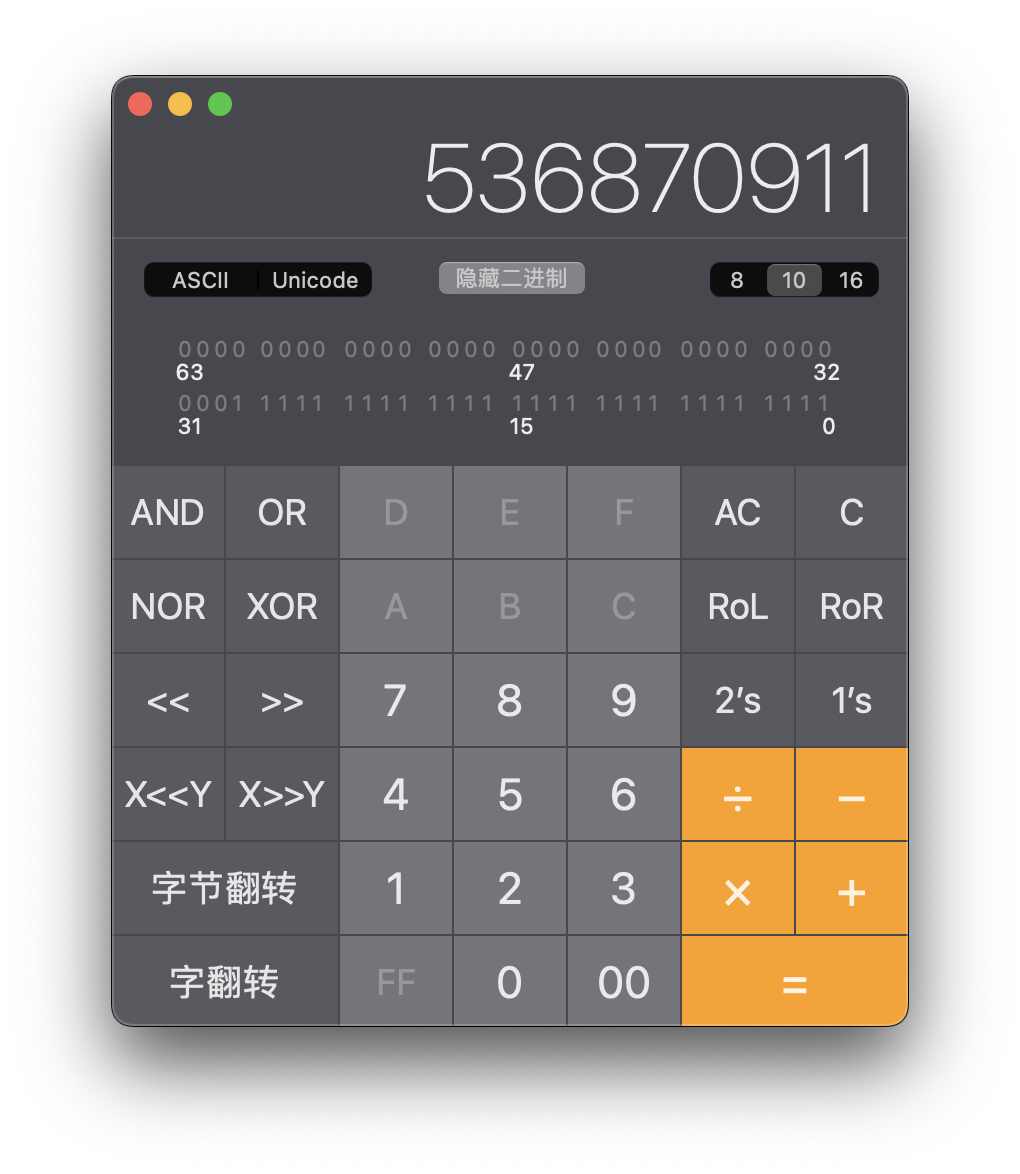 536870911
ASCII Unicode 隐藏二进制 8 10 16
0000 0000 0000 0000 0000 0000 0000 0000
63 47 32
0001 1111 1111 1111 1111 1111 1111 1111
31 15 0
AND OR D E F AC C
NOR XOR A B C RoL RoR
<< >> 7 8 9 2's 1's
X<<Y X>>Y 4 5 6 ÷ −
字节翻转 1 2 3 × +
字翻转 FF 0 00 =